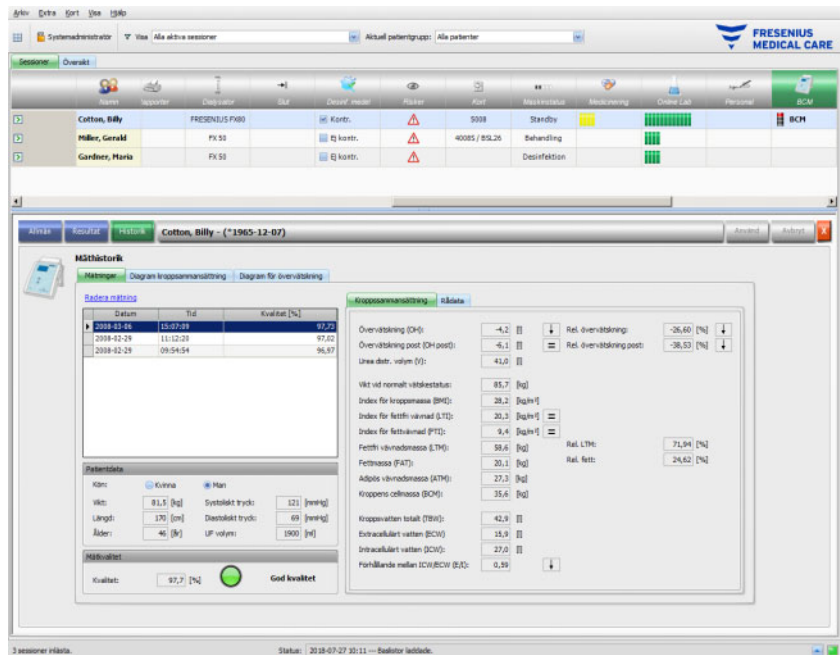 Arkiv Extra Kort Visa Hjälp
Systemadministratör Visa Alla aktiva sessioner Aktuell patientgrupp: Alla patienter
FRESENIUS
MEDICAL CARE
Sessioner Översikt
Namn Rapporter Dialysator Slut Desinf. medel Risker Kort Maskinstatus Medicinering Online Lab Personal BCM
Cotton, Billy FRESENIUS FX80 Kontr. 5008 Standby BCM
Miller, Gerald FX 50 Ej kontr. 4008S / BSL26 Behandling
Gardner, Maria FX 50 Ej kontr. Desinfektion
Allmän Resultat Historik Cotton, Billy - (*1965-12-07) Använd Avbryt X
Mäthistorik
Mätningar Diagram kroppsammansättning Diagram för övervätskning
Radera mätning
Datum Tid Kvalitet [%]
2008-03-06 15:07:09 97,73
2008-02-29 11:12:20 97,02
2008-02-29 09:54:54 96,97
Patientdata
Kön: Kvinna Man
Vikt: 81,5 [kg] Systoliskt tryck: 121 [mmHg]
Längd: 170 [cm] Diastoliskt tryck: 69 [mmHg]
Ålder: 46 [år] UF volym: 1900 [ml]
Mätkvalitet
Kvalitet: 97,7 [%] God kvalitet
Kroppssammansättning Rådata
Övervätskning (OH): -4,2 [l] Rel. övervätskning: -26,60 [%]
Övervätskning post (OH post): -6,1 [l] = Rel. övervätskning post: -38,53 [%]
Urea distr. volym (V): 41,0 [l]
Vikt vid normalt vätskestatus: 85,7 [kg]
Index för kroppsmassa (BMI): 28,2 [kg/m²]
Index för fettfri vävnad (LTI): 20,3 [kg/m²] =
Index för fettvävnad (FTI): 9,4 [kg/m²] =
Fettfri vävnadsmassa (LTM): 58,6 [kg] Rel. LTM: 71,94 [%]
Fettmassa (FAT): 20,1 [kg] Rel. fett: 24,62 [%]
Adipös vävnadsmassa (ATM): 27,3 [kg]
Kroppens cellmassa (BCM): 35,6 [kg]
Kroppsvatten totalt (TBW): 42,9 [l]
Extracellulärt vatten (ECW) 15,9 [l]
Intracellulärt vatten (ICW): 27,0 [l]
Förhållande mellan ICW/ECW (E/I): 0,59
3 sessioner inlästa. Status: 2018-07-27 10:11 --- Baslistor laddade.